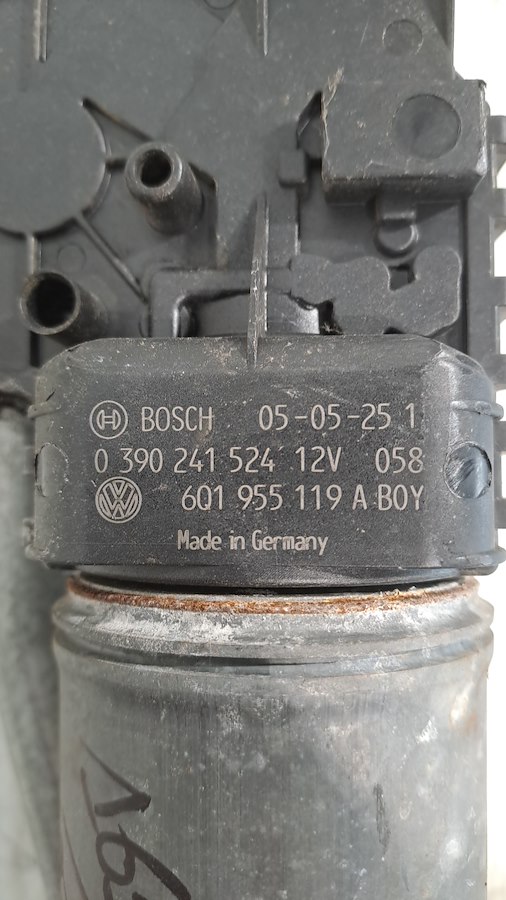 BOSCH 05-05-25 1
0 390 241 524 12V 058
6Q1 955 119 A BOY
Made in Germany